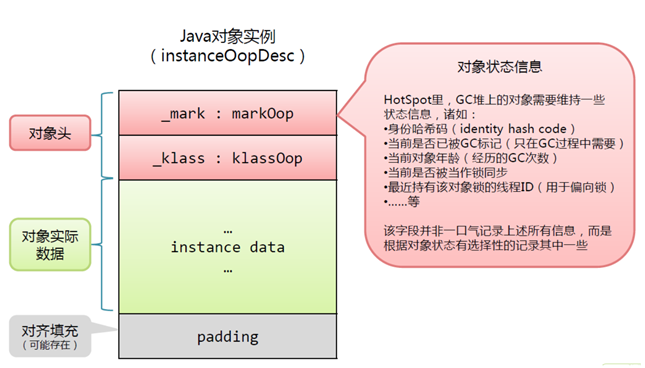 Java对象实例
（instanceOopDesc）
对象头
_mark : markOop
_klass : klassOop
对象实际
数据
…
instance data
…
对齐填充
（可能存在）
padding
对象状态信息
HotSpot里，GC堆上的对象需要维持一些
状态信息，诸如：
•身份哈希码（identity hash code）
•当前是否已被GC标记（只在GC过程中需要）
•当前对象年龄（经历的GC次数）
•当前是否被当作锁同步
•最近持有该对象锁的线程ID（用于偏向锁）
•……等
该字段并非一口气记录上述所有信息，而是
根据对象状态有选择性的记录其中一些